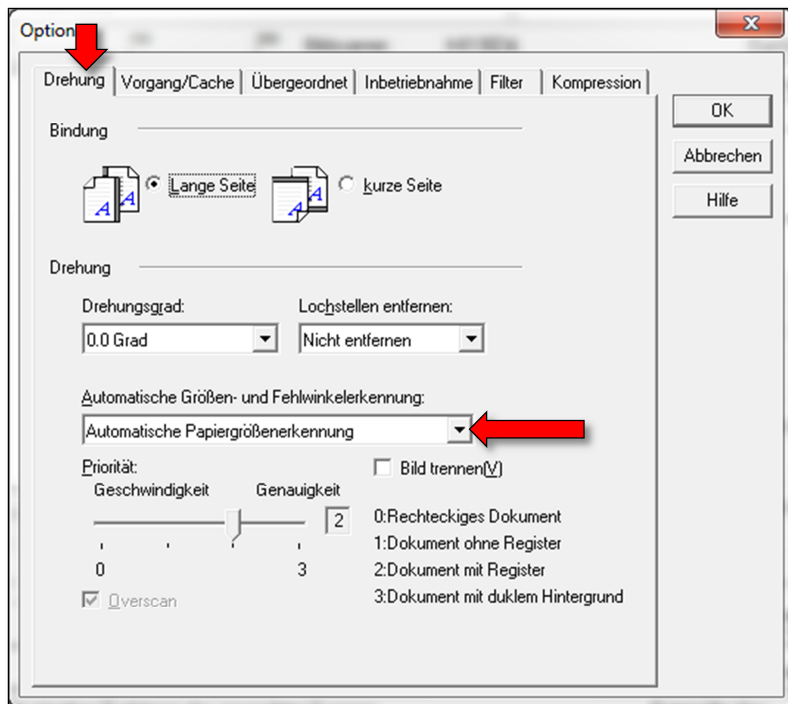 Option
Drehung Vorgang/Cache Übergeordnet Inbetriebnahme Filter Kompression
OK
Abbrechen
Hilfe
Bindung
A A Lange Seite A A kurze Seite
Drehung
Drehungsgrad: Lochstellen entfernen:
0.0 Grad Nicht entfernen
Automatische Größen- und Fehlwinkelerkennung:
Automatische Papiergrößenerkennung
Priorität: Bild trennen(V)
Geschwindigkeit Genauigkeit
2
0 3
0:Rechteckiges Dokument
1:Dokument ohne Register
2:Dokument mit Register
3:Dokument mit duklem Hintergrund
Overscan